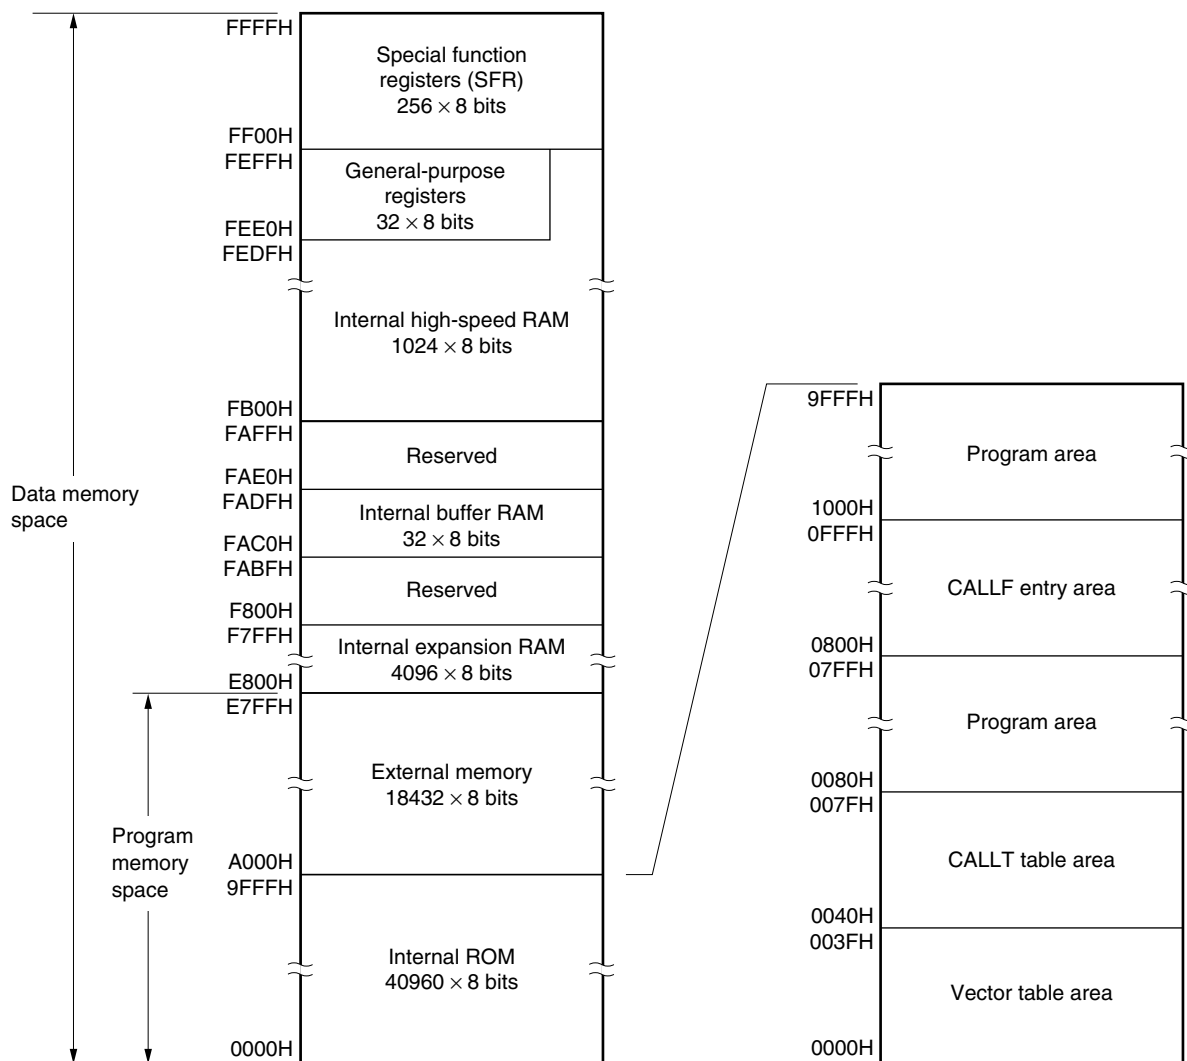 FFFFH
Special function
registers (SFR)
256 × 8 bits
FF00H
FEFFH
General-purpose
registers
32 × 8 bits
FEE0H
FEDFH
Internal high-speed RAM
1024 × 8 bits
FB00H
FAFFH
Reserved
FAE0H
FADFH
Internal buffer RAM
32 × 8 bits
FAC0H
FABFH
Reserved
F800H
F7FFH
Internal expansion RAM
4096 × 8 bits
E800H
E7FFH
External memory
18432 × 8 bits
A000H
9FFFH
Internal ROM
40960 × 8 bits
0000H
Data memory
space
Program
memory
space
9FFFH
Program area
1000H
0FFFH
CALLF entry area
0800H
07FFH
Program area
0080H
007FH
CALLT table area
0040H
003FH
Vector table area
0000H